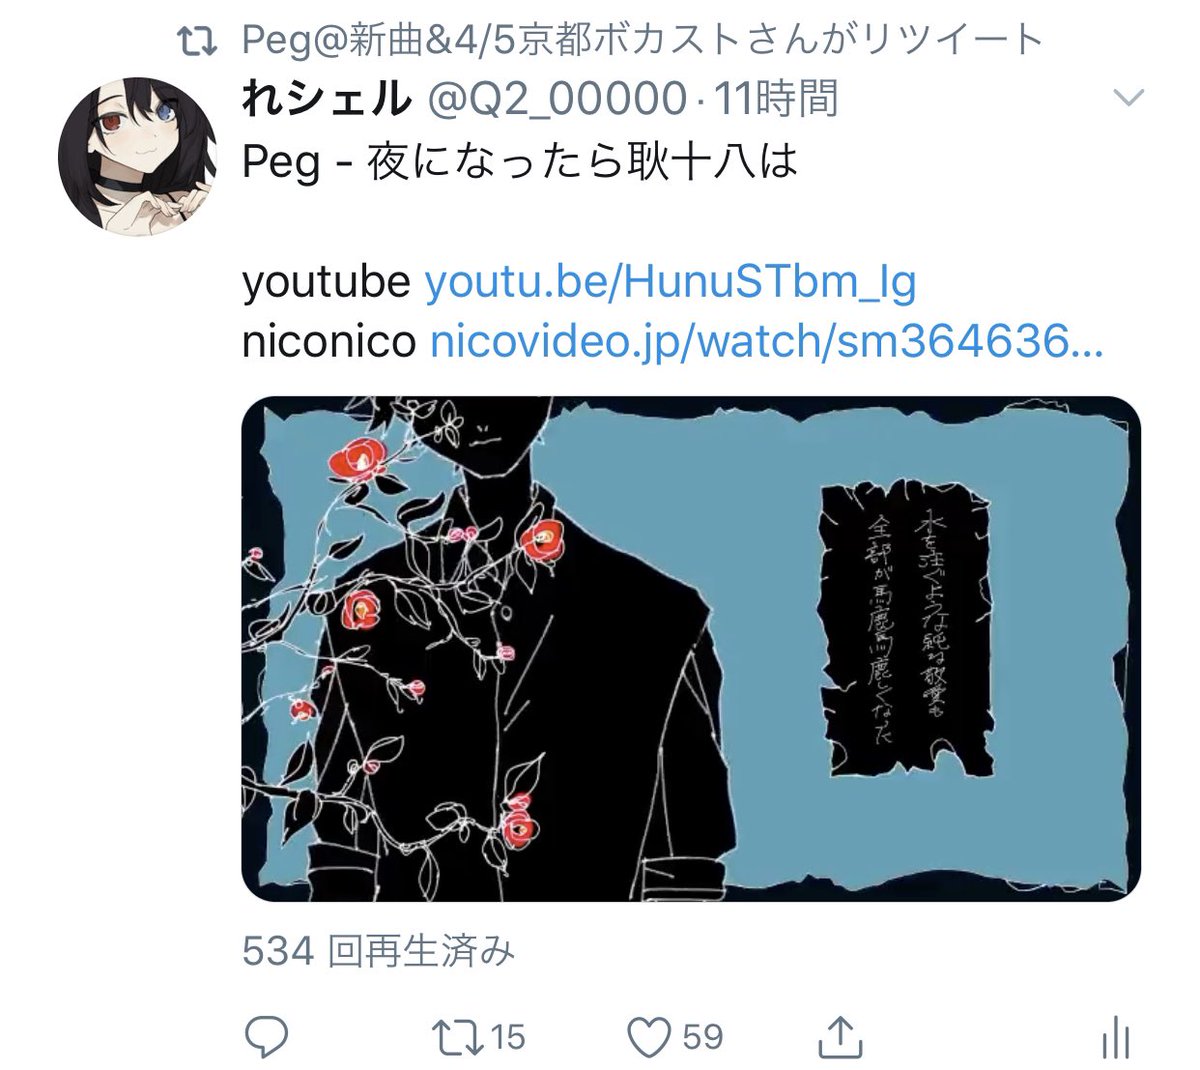 Peg@新曲&4/5京都ボカストさんがリツイート
れシェル @Q2_00000·11時間
Peg - 夜になったら耿十八は
youtube youtu.be/HunuSTbm_Ig
niconico nicovideo.jp/watch/sm364636...
水を注ぐような純な敬愛も
全部が馬鹿馬鹿しくなった
534 回再生済み
15
59